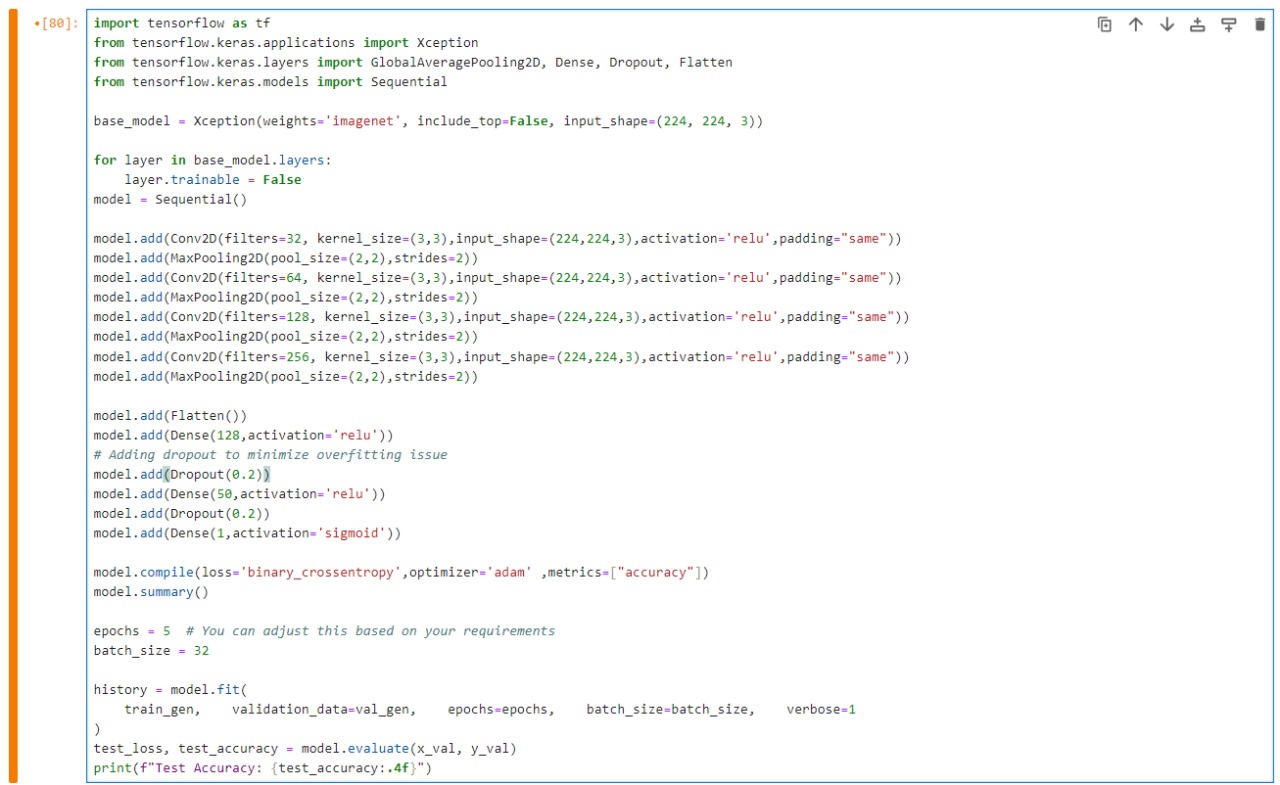 •[80]:
import tensorflow as tf
from tensorflow.keras.applications import Xception
from tensorflow.keras.layers import GlobalAveragePooling2D, Dense, Dropout, Flatten
from tensorflow.keras.models import Sequential
base_model = Xception(weights='imagenet', include_top=False, input_shape=(224, 224, 3))
for layer in base_model.layers:
    layer.trainable = False
model = Sequential()
model.add(Conv2D(filters=32, kernel_size=(3,3),input_shape=(224,224,3),activation='relu',padding="same"))
model.add(MaxPooling2D(pool_size=(2,2),strides=2))
model.add(Conv2D(filters=64, kernel_size=(3,3),input_shape=(224,224,3),activation='relu',padding="same"))
model.add(MaxPooling2D(pool_size=(2,2),strides=2))
model.add(Conv2D(filters=128, kernel_size=(3,3),input_shape=(224,224,3),activation='relu',padding="same"))
model.add(MaxPooling2D(pool_size=(2,2),strides=2))
model.add(Conv2D(filters=256, kernel_size=(3,3),input_shape=(224,224,3),activation='relu',padding="same"))
model.add(MaxPooling2D(pool_size=(2,2),strides=2))
model.add(Flatten())
model.add(Dense(128,activation='relu'))
# Adding dropout to minimize overfitting issue
model.add(Dropout(0.2))
model.add(Dense(50,activation='relu'))
model.add(Dropout(0.2))
model.add(Dense(1,activation='sigmoid'))
model.compile(loss='binary_crossentropy',optimizer='adam' ,metrics=["accuracy"])
model.summary()
epochs = 5  # You can adjust this based on your requirements
batch_size = 32
history = model.fit(
    train_gen,    validation_data=val_gen,    epochs=epochs,    batch_size=batch_size,    verbose=1
)
test_loss, test_accuracy = model.evaluate(x_val, y_val)
print(f"Test Accuracy: {test_accuracy:.4f}")